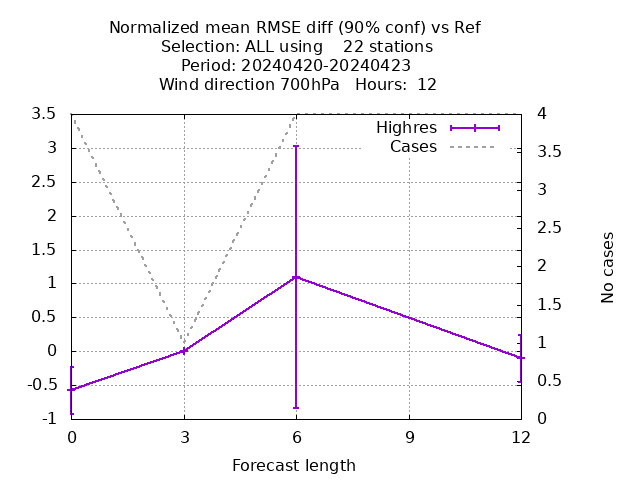 Normalized mean RMSE diff (90% conf) vs Ref
Selection: ALL using    22 stations
Period: 20240420-20240423
Wind direction 700hPa   Hours:  12
3.5
3
2.5
2
1.5
1
0.5
0
-0.5
-1
Highres
Cases
4
3.5
3
2.5
2
1.5
1
0.5
0
No cases
0 3 6 9 12
Forecast length